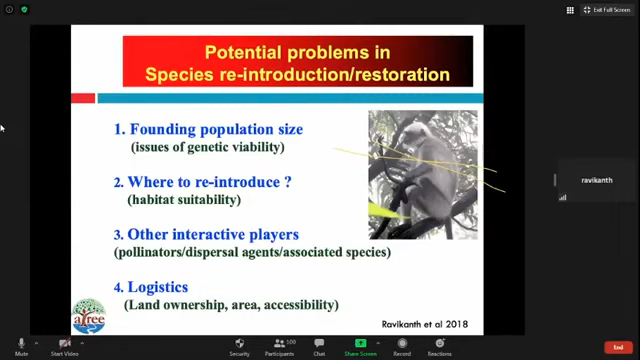 Exit Full Screen
Potential problems in
Species re-introduction/restoration
1. Founding population size
(issues of genetic viability)
2. Where to re-introduce ?
(habitat suitability)
3. Other interactive players
(pollinators/dispersal agents/associated species)
4. Logistics
(Land ownership, area, accessibility)
atree
Ravikanth et al 2018
ravikanth
Mute
Start Video
Security
Participants
100
Chat
Share Screen
Record
Reactions
End